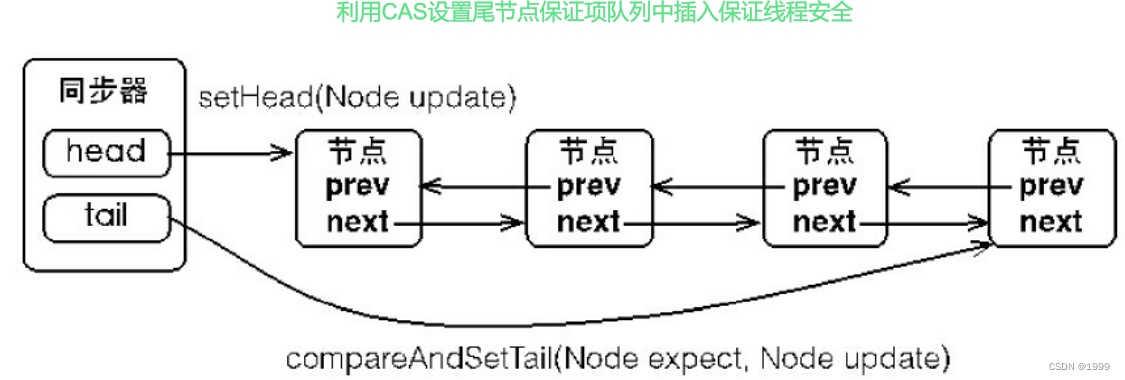 利用CAS设置尾节点保证项队列中插入保证线程安全
同步器
setHead(Node update)
head
tail
节点
prev
next
节点
prev
next
节点
prev
next
节点
prev
next
compareAndSetTail(Node expect, Node update)
CSDN @1999